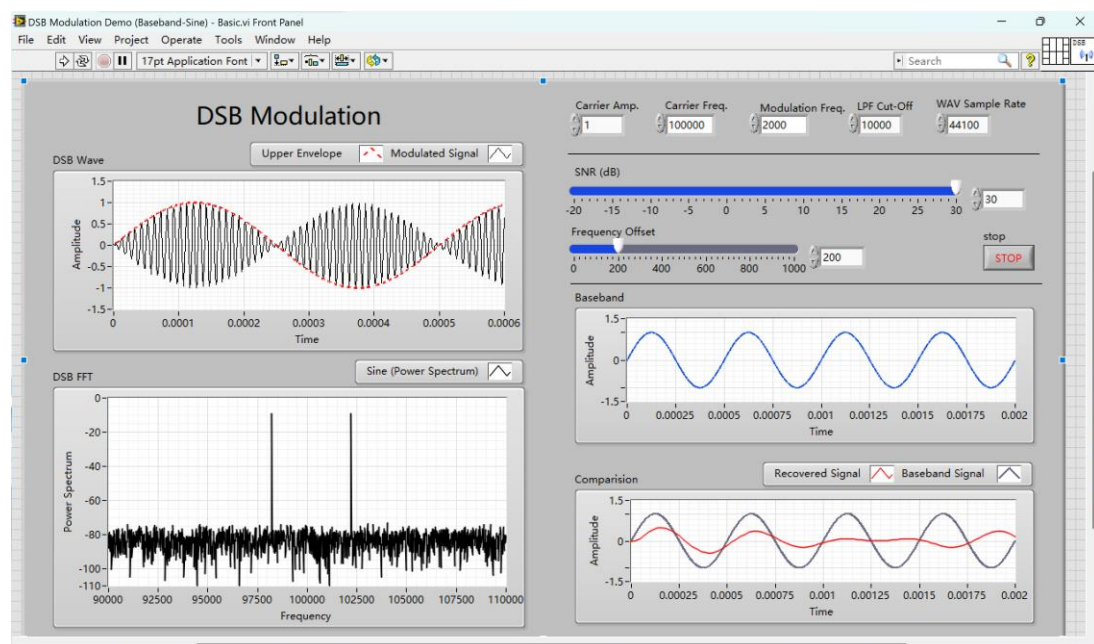 DSB Modulation Demo (Baseband-Sine) - Basic.vi Front Panel
File Edit View Project Operate Tools Window Help
17pt Application Font
Search
DSB
DSB Modulation
DSB Wave
Upper Envelope Modulated Signal
1.5
1
0.5
0
-0.5
-1
-1.5
Amplitude
0 0.0001 0.0002 0.0003 0.0004 0.0005 0.0006
Time
DSB FFT
Sine (Power Spectrum)
0
-20
-40
-60
-80
-100
-110
Power Spectrum
90000 92500 95000 97500 100000 102500 105000 107500 110000
Frequency
Carrier Amp. Carrier Freq. Modulation Freq. LPF Cut-Off WAV Sample Rate
1 100000 2000 10000 44100
SNR (dB)
-20 -15 -10 -5 0 5 10 15 20 25 30
30
Frequency Offset
0 200 400 600 800 1000
200
stop
STOP
Baseband
1.5
0
-1.5
Amplitude
0 0.00025 0.0005 0.00075 0.001 0.00125 0.0015 0.00175 0.002
Time
Comparision
Recovered Signal Baseband Signal
1.5
0
-1.5
Amplitude
0 0.00025 0.0005 0.00075 0.001 0.00125 0.0015 0.00175 0.002
Time